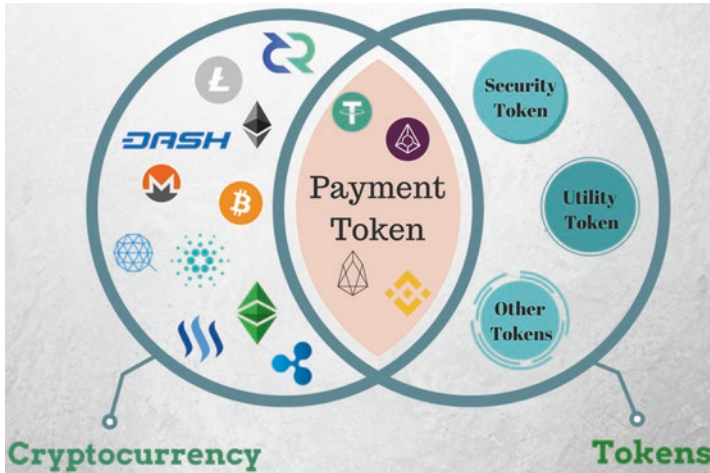 DASH
Payment
Token
Security
Token
Utility
Token
Other
Tokens
Cryptocurrency
Tokens